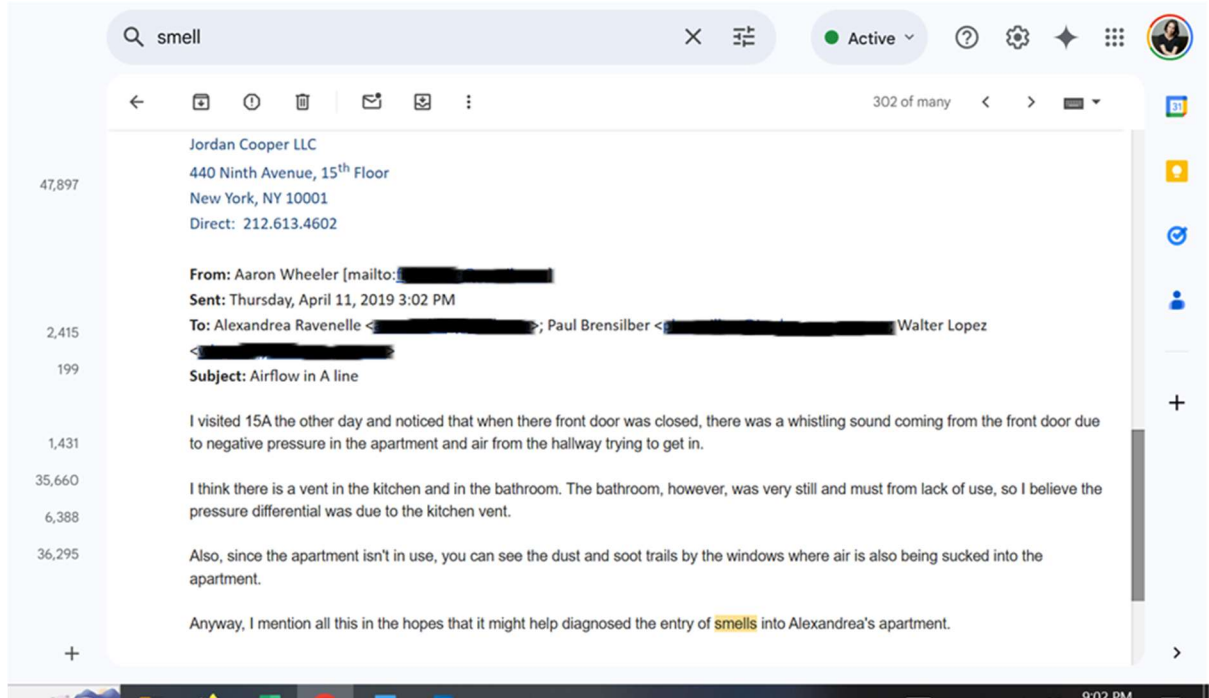 smell
Active
302 of many
31
47,897
2,415
199
1,431
35,660
6,388
36,295
Jordan Cooper LLC
440 Ninth Avenue, 15th Floor
New York, NY 10001
Direct: 212.613.4602
From: Aaron Wheeler [mailto:
Sent: Thursday, April 11, 2019 3:02 PM
To: Alexandrea Ravenelle < >; Paul Brensilber < Walter Lopez
< >
Subject: Airflow in A line
I visited 15A the other day and noticed that when there front door was closed, there was a whistling sound coming from the front door due
to negative pressure in the apartment and air from the hallway trying to get in.
I think there is a vent in the kitchen and in the bathroom. The bathroom, however, was very still and must from lack of use, so I believe the
pressure differential was due to the kitchen vent.
Also, since the apartment isn't in use, you can see the dust and soot trails by the windows where air is also being sucked into the
apartment.
Anyway, I mention all this in the hopes that it might help diagnosed the entry of smells into Alexandrea's apartment.
9:02 PM